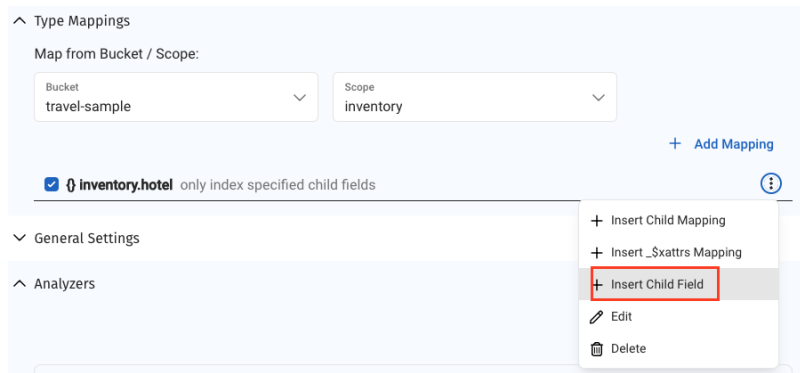 Type Mappings
Map from Bucket / Scope:
Bucket
travel-sample
Scope
inventory
+ Add Mapping
{} inventory.hotel only index specified child fields
+ Insert Child Mapping
+ Insert _$xattrs Mapping
+ Insert Child Field
Edit
Delete
General Settings
Analyzers